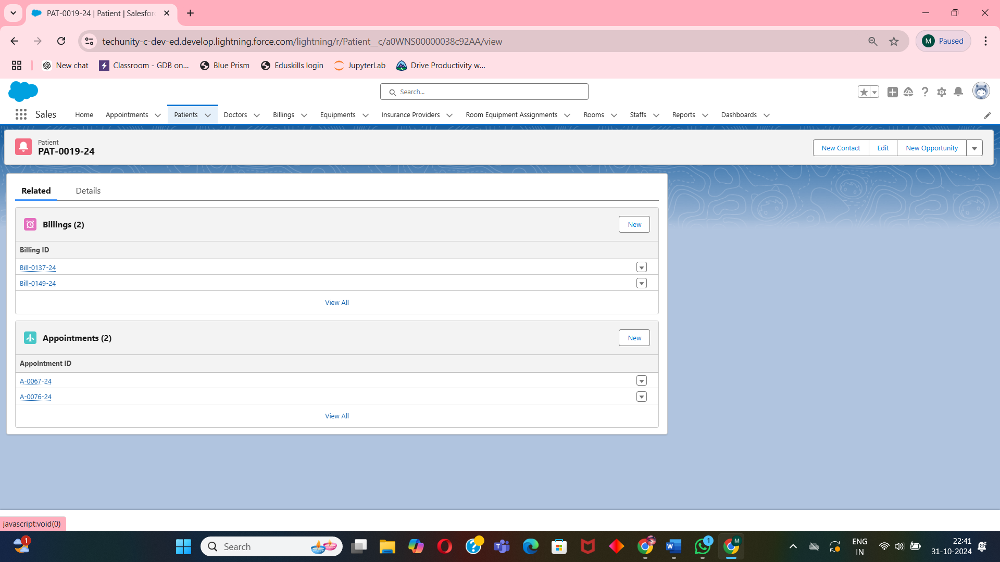 PAT-0019-24 | Patient | Salesfor
techunity-c-dev-ed.develop.lightning.force.com/lightning/r/Patient__c/a0WNS00000038c92AA/view
M Paused
New chat Classroom - GDB on... Blue Prism Eduskills login JupyterLab Drive Productivity w...
Search...
Sales Home Appointments Patients Doctors Billings Equipments Insurance Providers Room Equipment Assignments Rooms Staffs Reports Dashboards
Patient
PAT-0019-24
New Contact Edit New Opportunity
Related Details
Billings (2) New
Billing ID
Bill-0137-24
Bill-0149-24
View All
Appointments (2) New
Appointment ID
A-0067-24
A-0076-24
View All
javascript:void(0)
1
Search
1
M
ENG
IN
22:41
31-10-2024